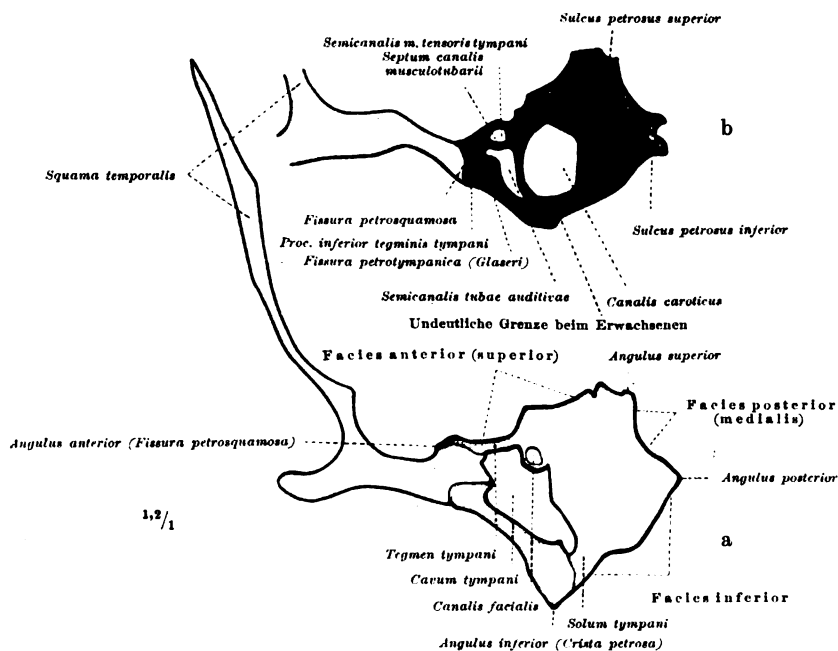 Sulcus petrosus superior
Semicanalis m. tensoris tympani
Septum canalis
musculotubarii
b
Squama temporalis
Fissura petrosquamosa
Sulcus petrosus inferior
Proc. inferior tegminis tympani
Fissura petrotympanica (Glaseri)
Semicanalis tubae auditivae
Canalis caroticus
Undeutliche Grenze beim Erwachsenen
Facies anterior (superior)
Angulus superior
Facies posterior
(medialis)
Angulus anterior (Fissura petrosquamosa)
Angulus posterior
1,2/1
a
Tegmen tympani
Cavum tympani
Canalis facialis
Facies inferior
Solum tympani
Angulus inferior (Crista petrosa)